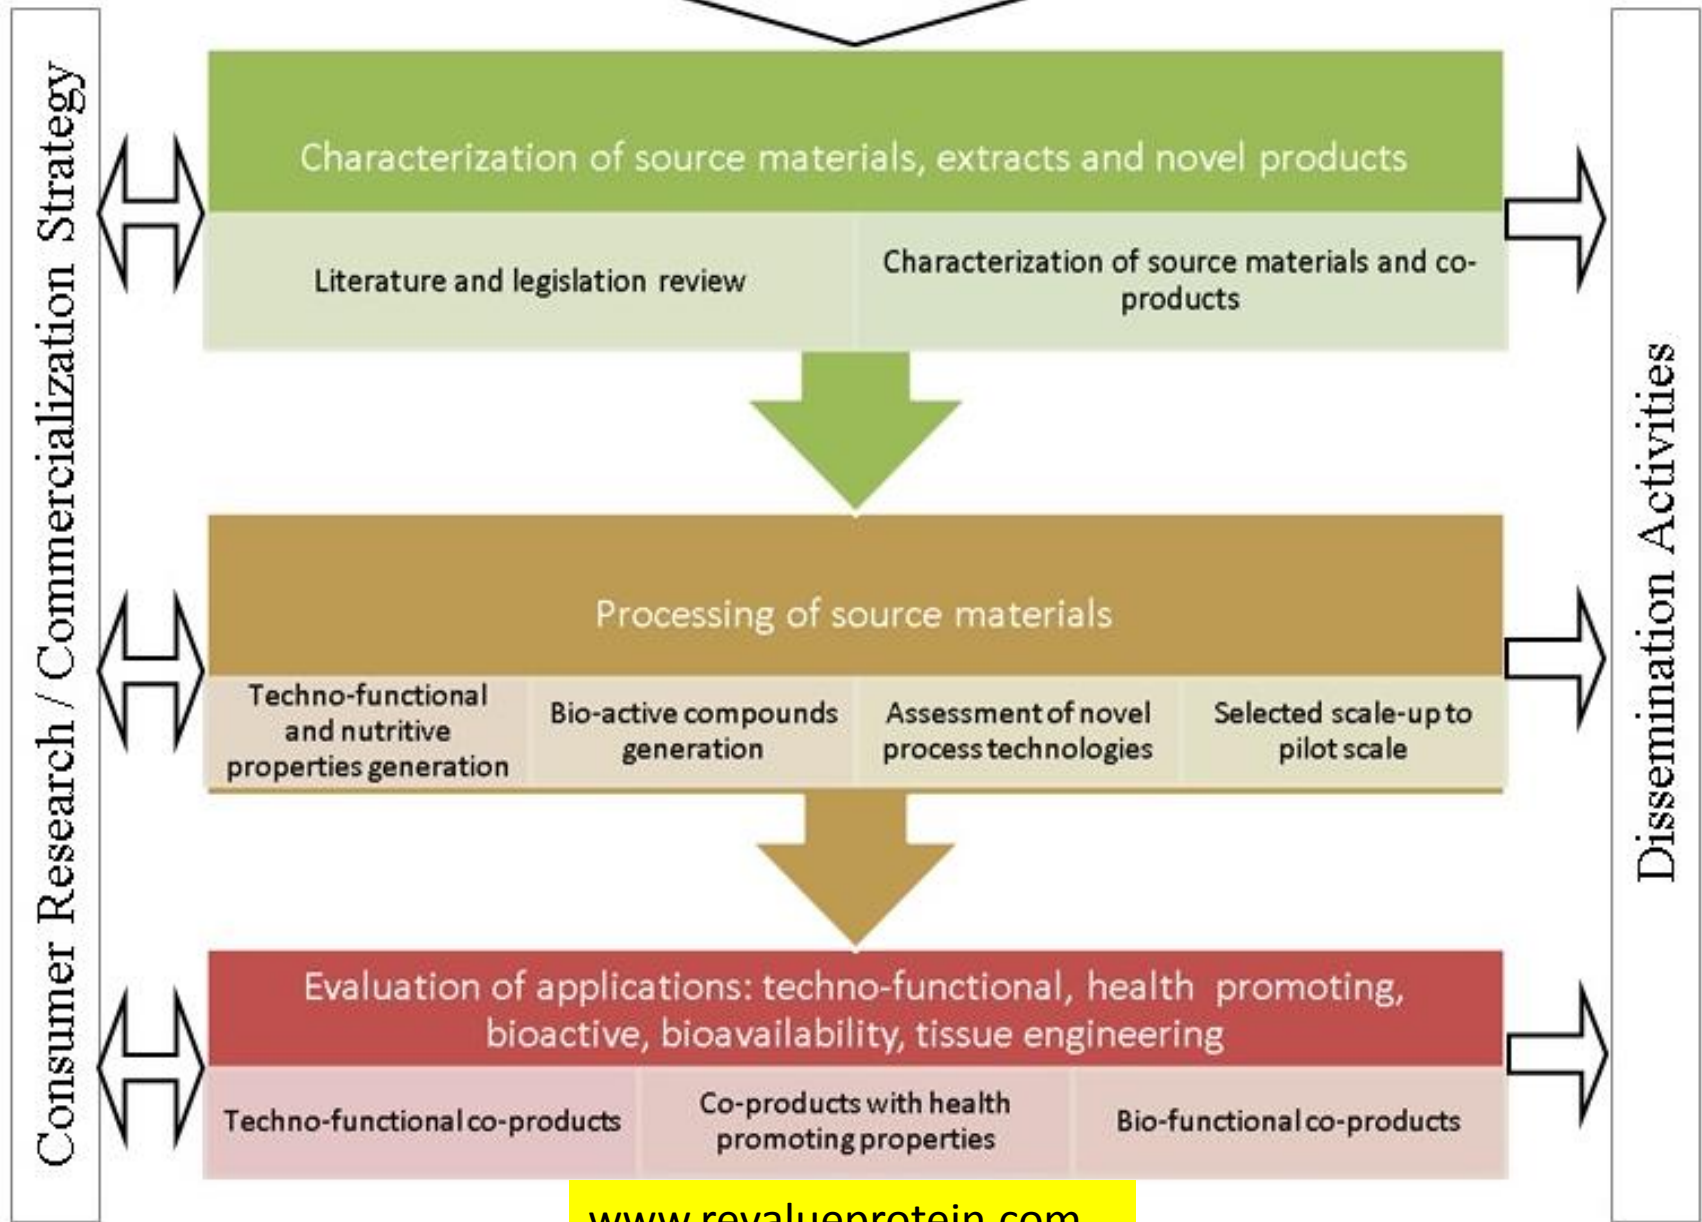 Consumer Research / Commercialization Strategy
Characterization of source materials, extracts and novel products
Literature and legislation review
Characterization of source materials and co-
products
Processing of source materials
Techno-functional
and nutritive
properties generation
Bio-active compounds
generation
Assessment of novel
process technologies
Selected scale-up to
pilot scale
Evaluation of applications: techno-functional, health promoting,
bioactive, bioavailability, tissue engineering
Techno-functional co-products
Co-products with health
promoting properties
Bio-functional co-products
Dissemination Activities
www.revalueprotein.com